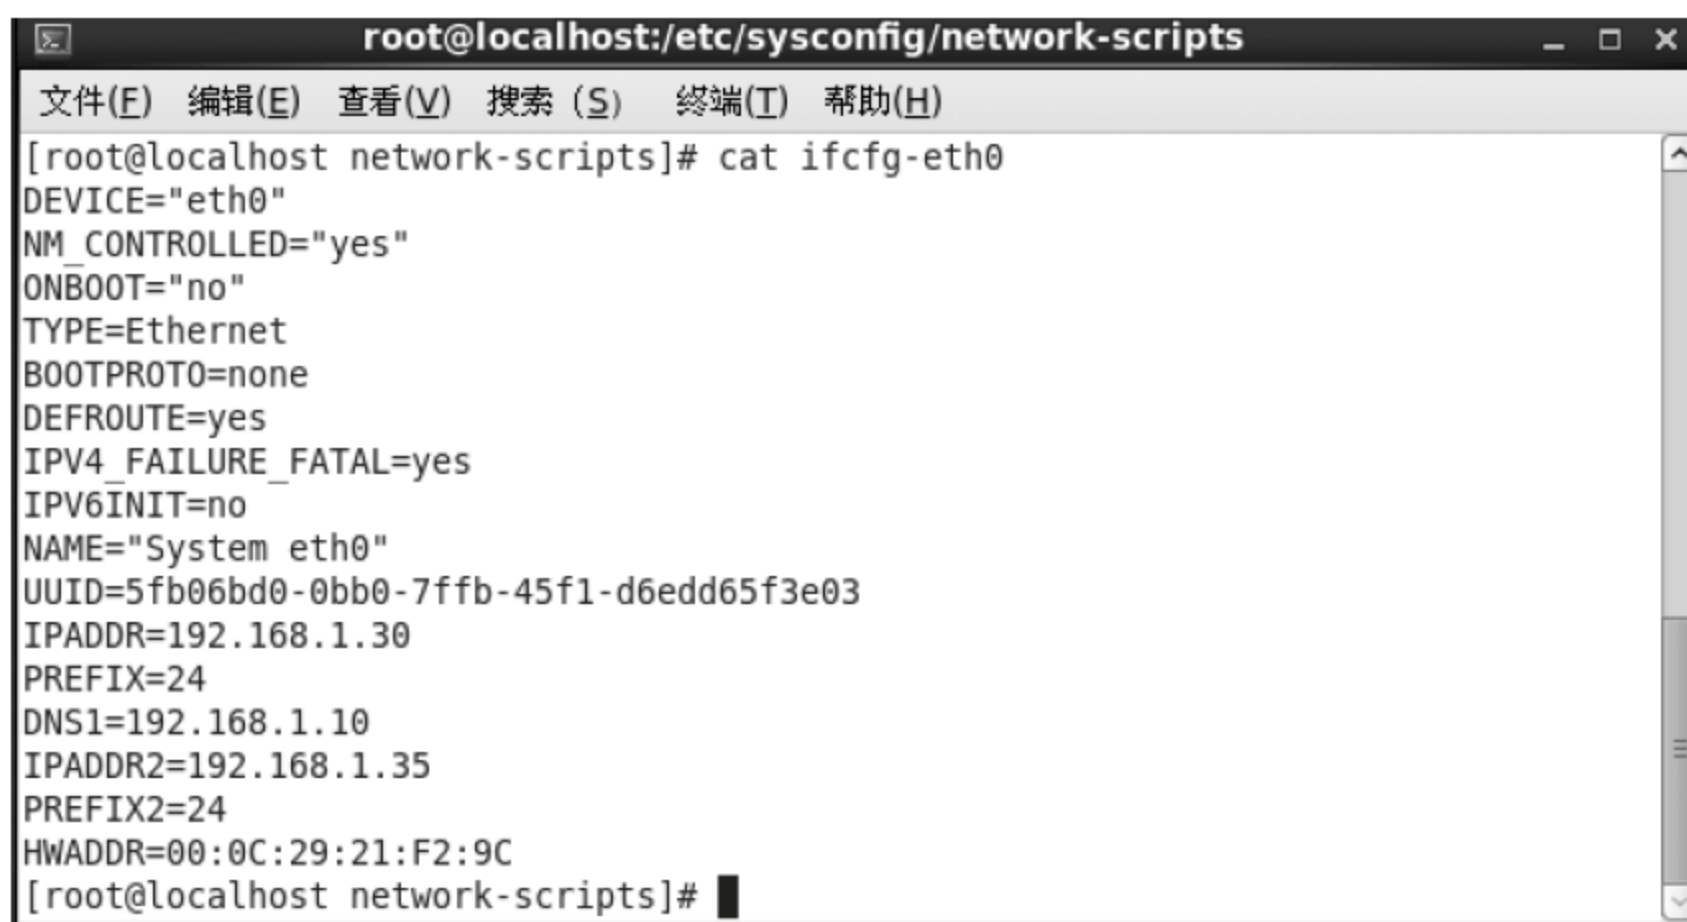 root@localhost:/etc/sysconfig/network-scripts
文件(F) 编辑(E) 查看(V) 搜索（S） 终端(T) 帮助(H)
[root@localhost network-scripts]# cat ifcfg-eth0
DEVICE="eth0"
NM_CONTROLLED="yes"
ONBOOT="no"
TYPE=Ethernet
BOOTPROTO=none
DEFROUTE=yes
IPV4_FAILURE_FATAL=yes
IPV6INIT=no
NAME="System eth0"
UUID=5fb06bd0-0bb0-7ffb-45f1-d6edd65f3e03
IPADDR=192.168.1.30
PREFIX=24
DNS1=192.168.1.10
IPADDR2=192.168.1.35
PREFIX2=24
HWADDR=00:0C:29:21:F2:9C
[root@localhost network-scripts]#